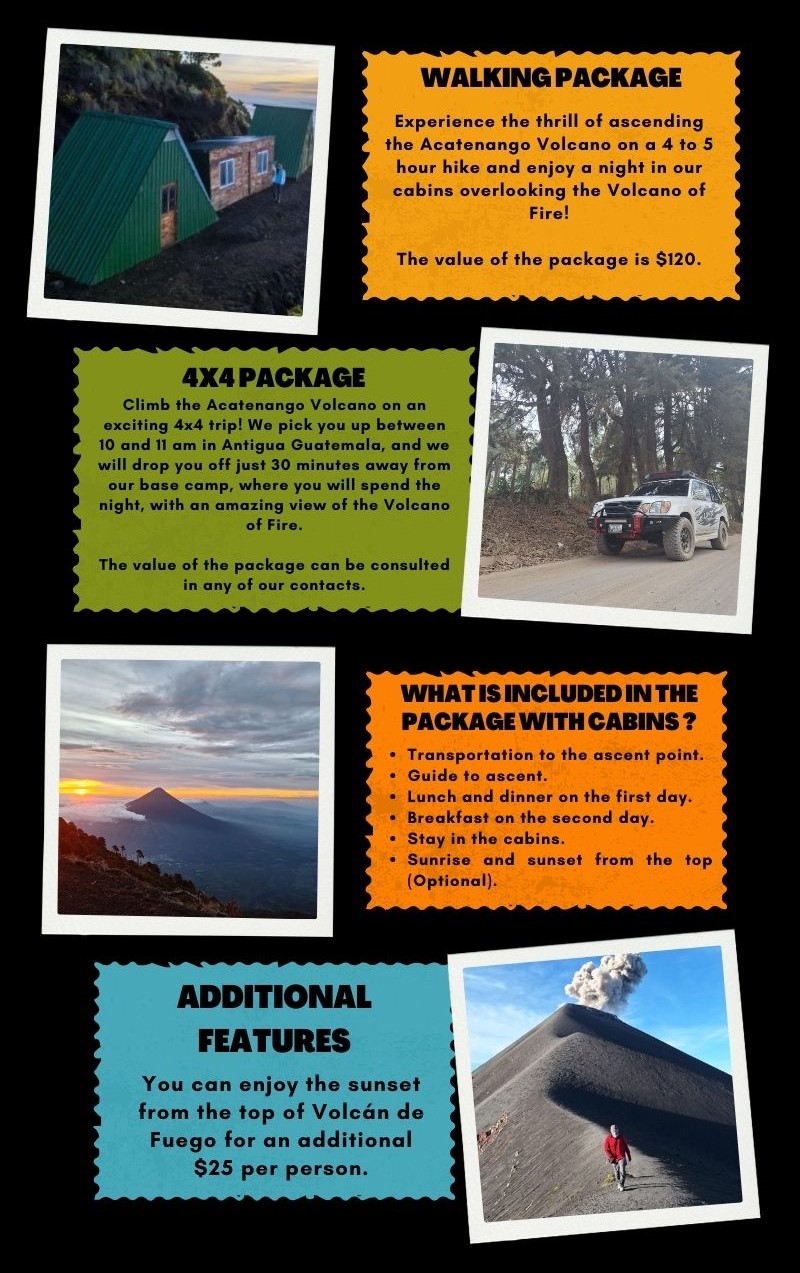 WALKING PACKAGE
Experience the thrill of ascending
the Acatenango Volcano on a 4 to 5
hour hike and enjoy a night in our
cabins overlooking the Volcano of
Fire!
The value of the package is $120.
4X4 PACKAGE
Climb the Acatenango Volcano on an
exciting 4x4 trip! We pick you up between
10 and 11 am in Antigua Guatemala, and we
will drop you off just 30 minutes away from
our base camp, where you will spend the
night, with an amazing view of the Volcano
of Fire.
The value of the package can be consulted
in any of our contacts.
WHAT IS INCLUDED IN THE
PACKAGE WITH CABINS ?
• Transportation to the ascent point.
• Guide to ascent.
• Lunch and dinner on the first day.
• Breakfast on the second day.
• Stay in the cabins.
• Sunrise and sunset from the top
(Optional).
ADDITIONAL
FEATURES
You can enjoy the sunset
from the top of Volcán de
Fuego for an additional
$25 per person.